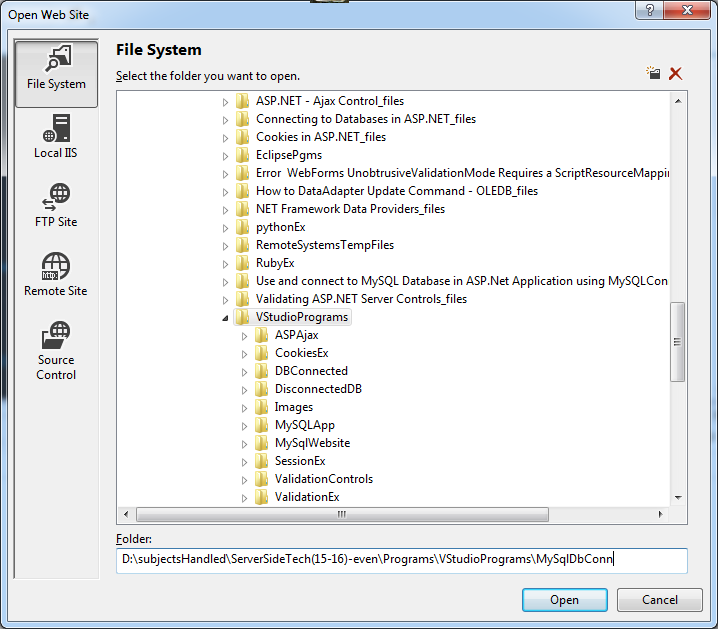 Open Web Site
File System
Select the folder you want to open.
File System
Local IIS
FTP Site
http:
Remote Site
Source
Control
ASP.NET - Ajax Control_files
Connecting to Databases in ASP.NET_files
Cookies in ASP.NET_files
EclipsePgms
Error  WebForms UnobtrusiveValidationMode Requires a ScriptResourceMappi
How to DataAdapter Update Command - OLEDB_files
NET Framework Data Providers_files
pythonEx
RemoteSystemsTempFiles
RubyEx
Use and connect to MySQL Database in ASP.Net Application using MySQLCon
Validating ASP.NET Server Controls_files
VStudioPrograms
ASPAjax
CookiesEx
DBConnected
DisconnectedDB
Images
MySQLApp
MySqlWebsite
SessionEx
ValidationControls
ValidationEx
Folder:
D:\subjectsHandled\ServerSideTech(15-16)-even\Programs\VStudioPrograms\MySqlDbConn
Open
Cancel